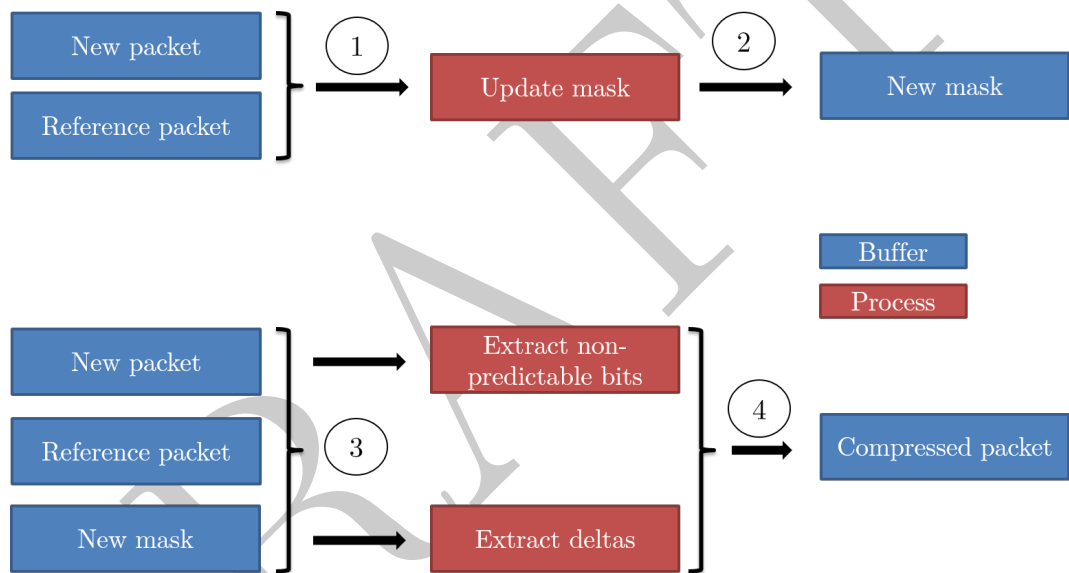 New packet
Reference packet
1
Update mask
2
New mask
Buffer
Process
New packet
Reference packet
New mask
3
Extract non-
predictable bits
Extract deltas
4
Compressed packet
RAFT